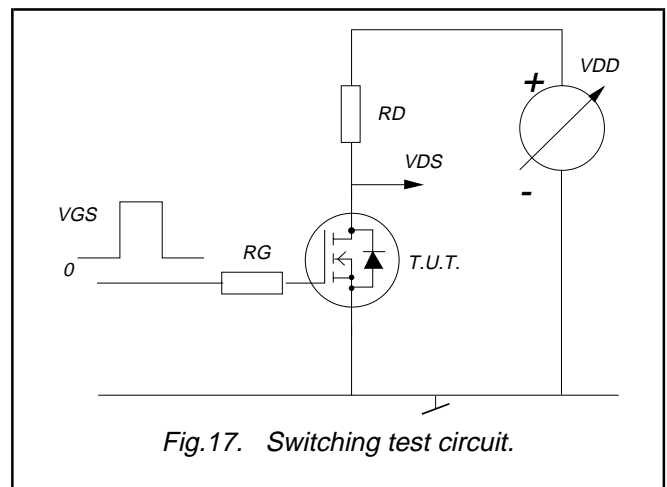 +
VDD
RD
VDS
-
VGS
RG
T.U.T.
0
Fig.17. Switching test circuit.